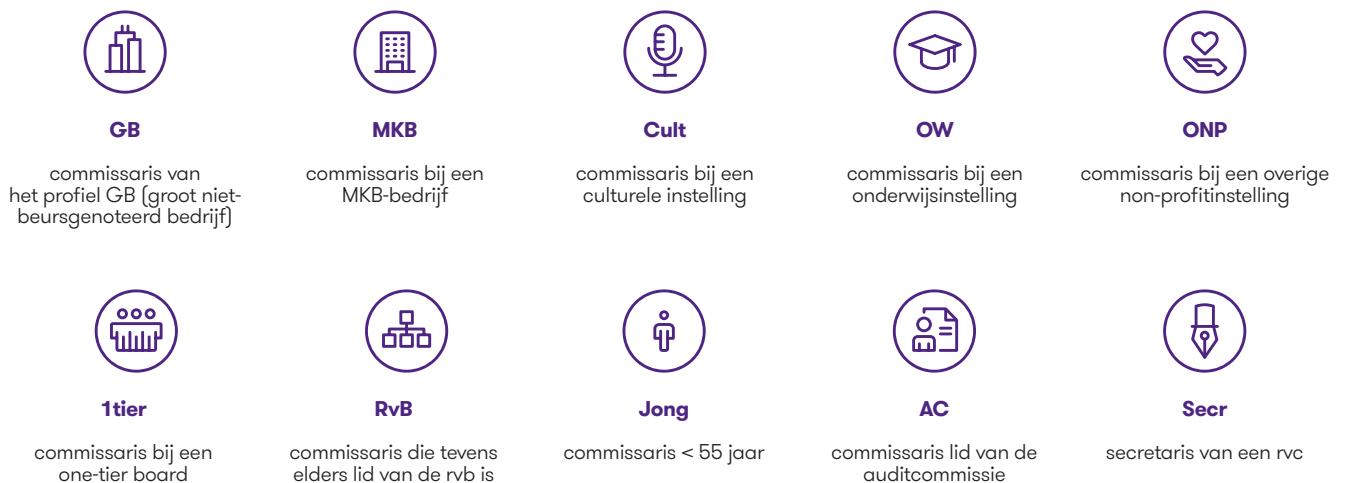 GB
commissaris van
het profiel GB (groot niet-
beursgenoteerd bedrijf)
MKB
commissaris bij een
MKB-bedrijf
Cult
commissaris bij een
culturele instelling
OW
commissaris bij een
onderwijsinstelling
ONP
commissaris bij een overige
non-profitinstelling
1tier
commissaris bij een
one-tier board
RvB
commissaris die tevens
elders lid van de rvb is
Jong
commissaris < 55 jaar
AC
commissaris lid van de
auditcommissie
Secr
secretaris van een rvc